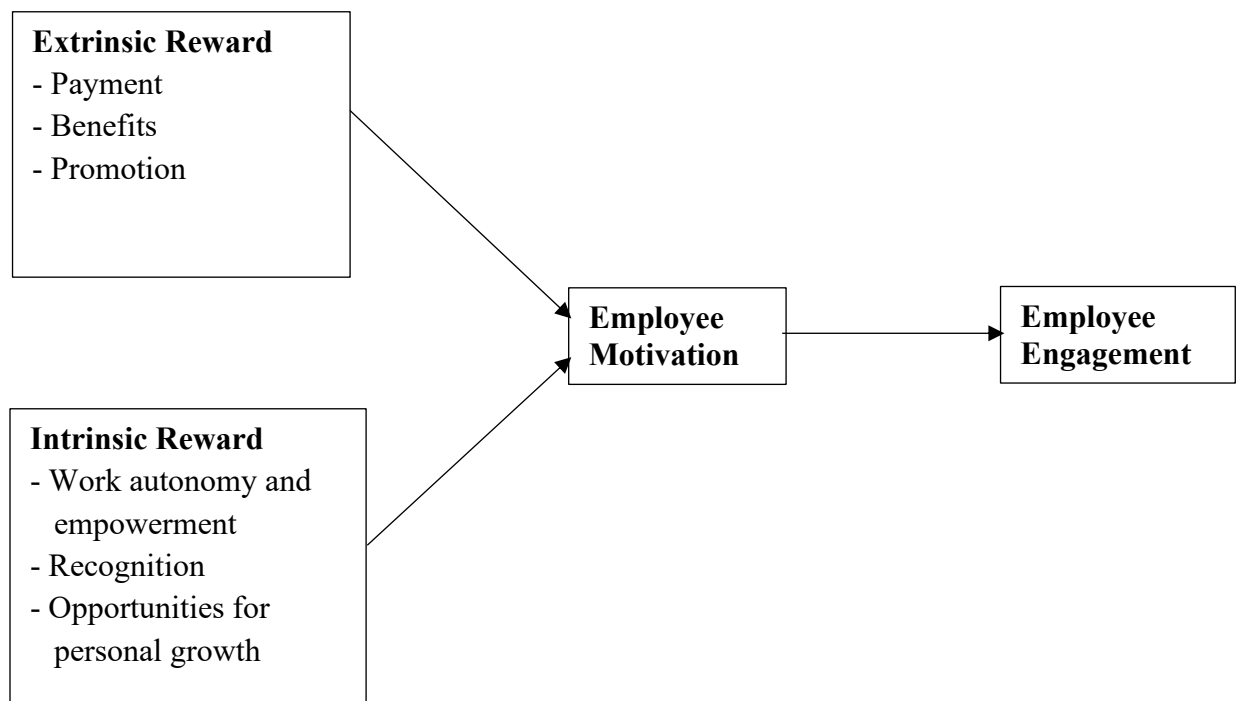 Extrinsic Reward
- Payment
- Benefits
- Promotion
Employee
Motivation
Employee
Engagement
Intrinsic Reward
- Work autonomy and
empowerment
- Recognition
- Opportunities for
personal growth